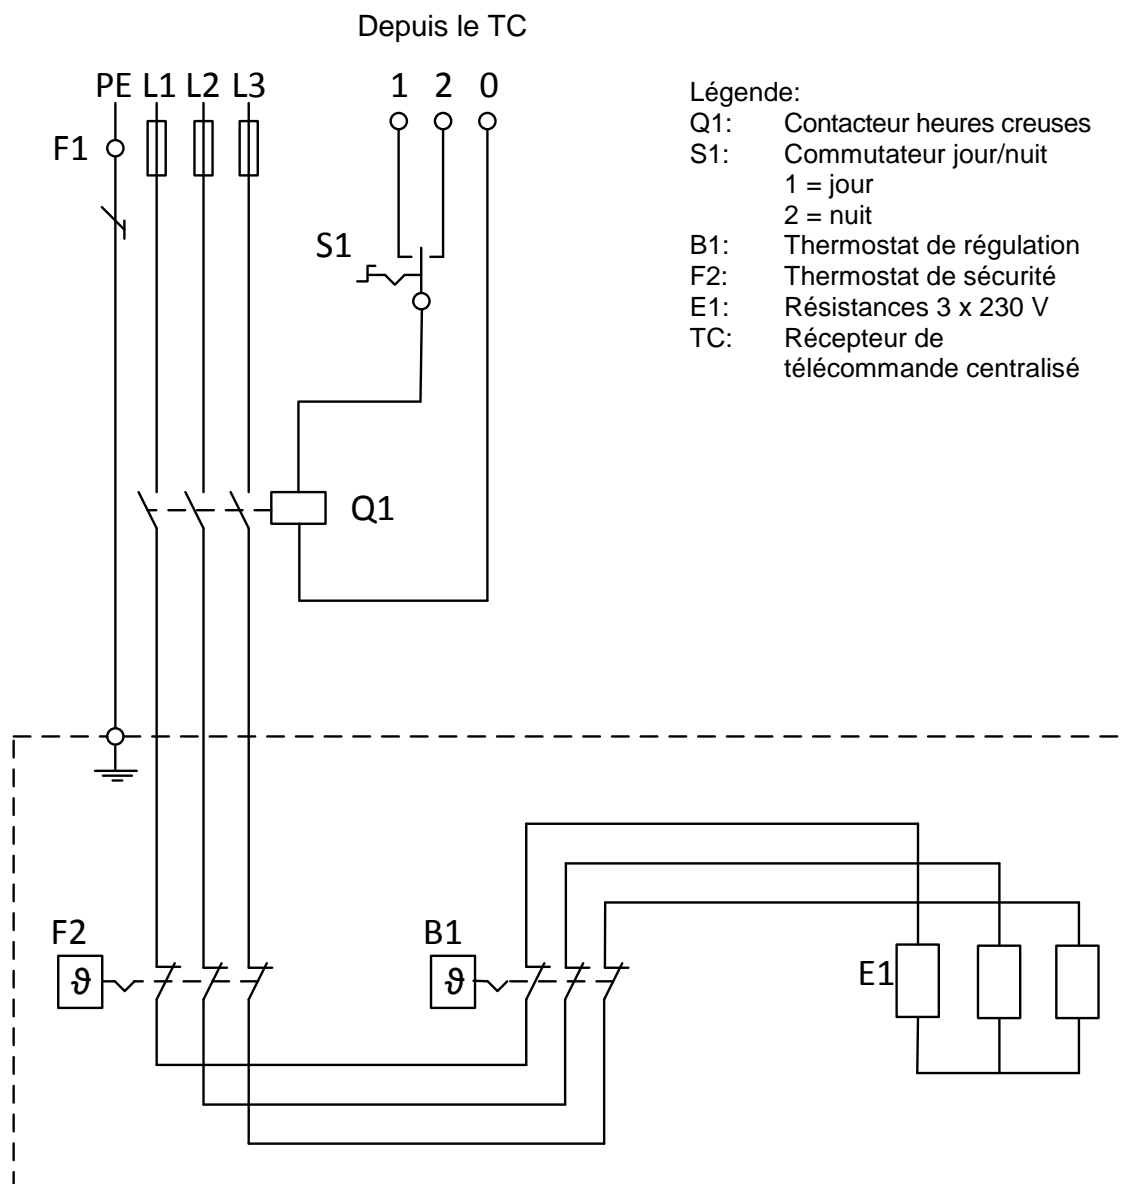 Depuis le TC
PE L1 L2 L3
1 2 0
F1
S1
Légende:
Q1: Contacteur heures creuses
S1: Commutateur jour/nuit
1 = jour
2 = nuit
B1: Thermostat de régulation
F2: Thermostat de sécurité
E1: Résistances 3 x 230 V
TC: Récepteur de
télécommande centralisé
Q1
F2
ϑ
B1
ϑ
E1